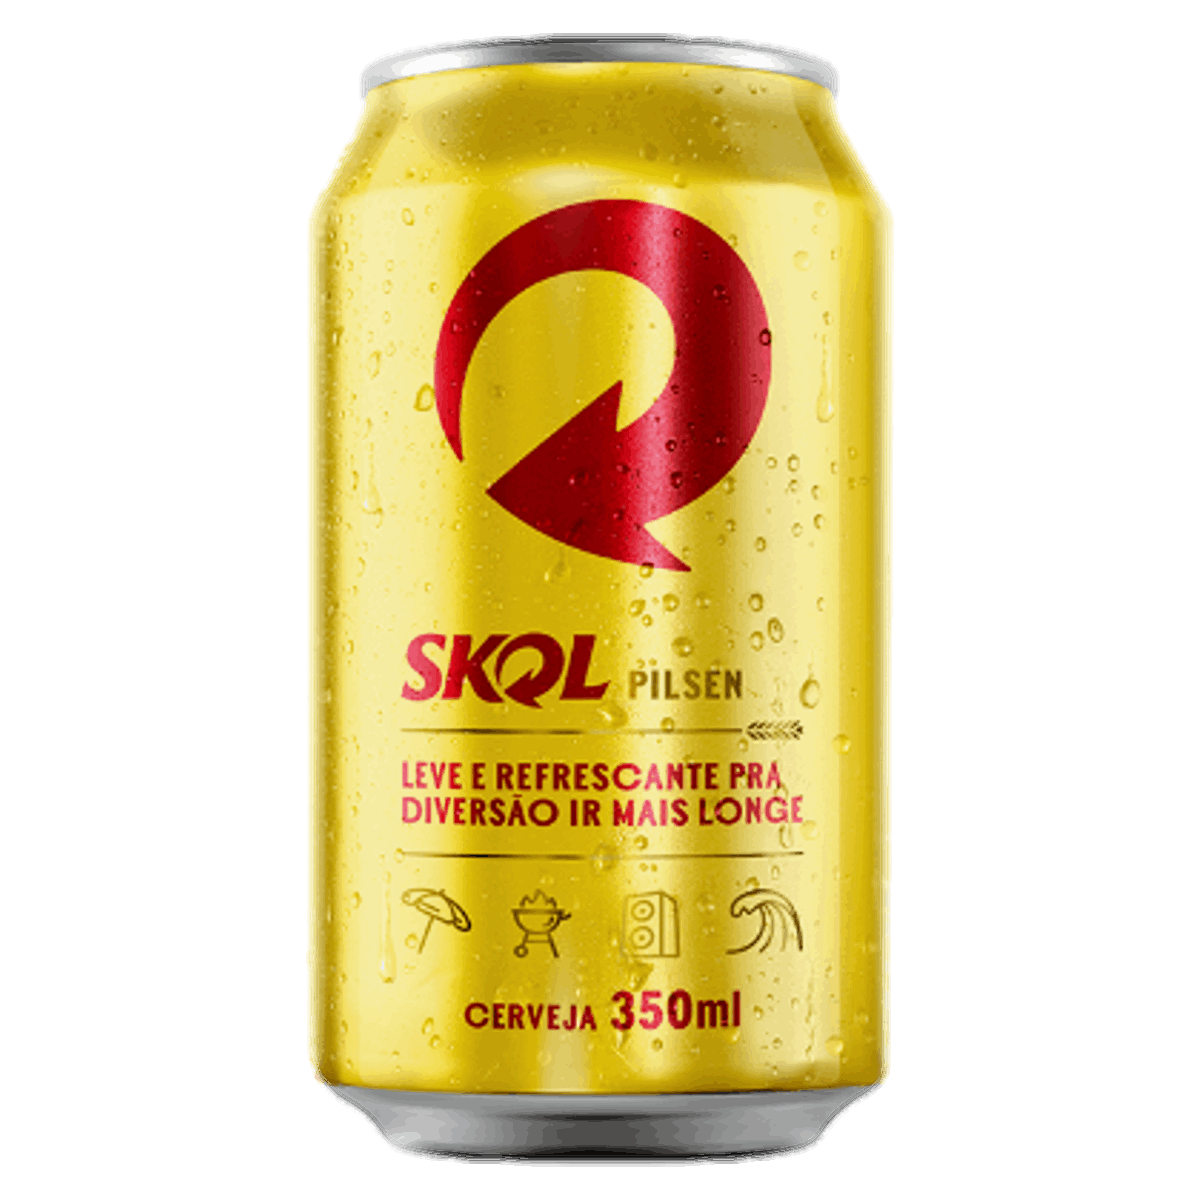 SKOL PILSEN
LEVE E REFRESCANTE PRA
DIVERSÃO IR MAIS LONGE
CERVEJA 350ml